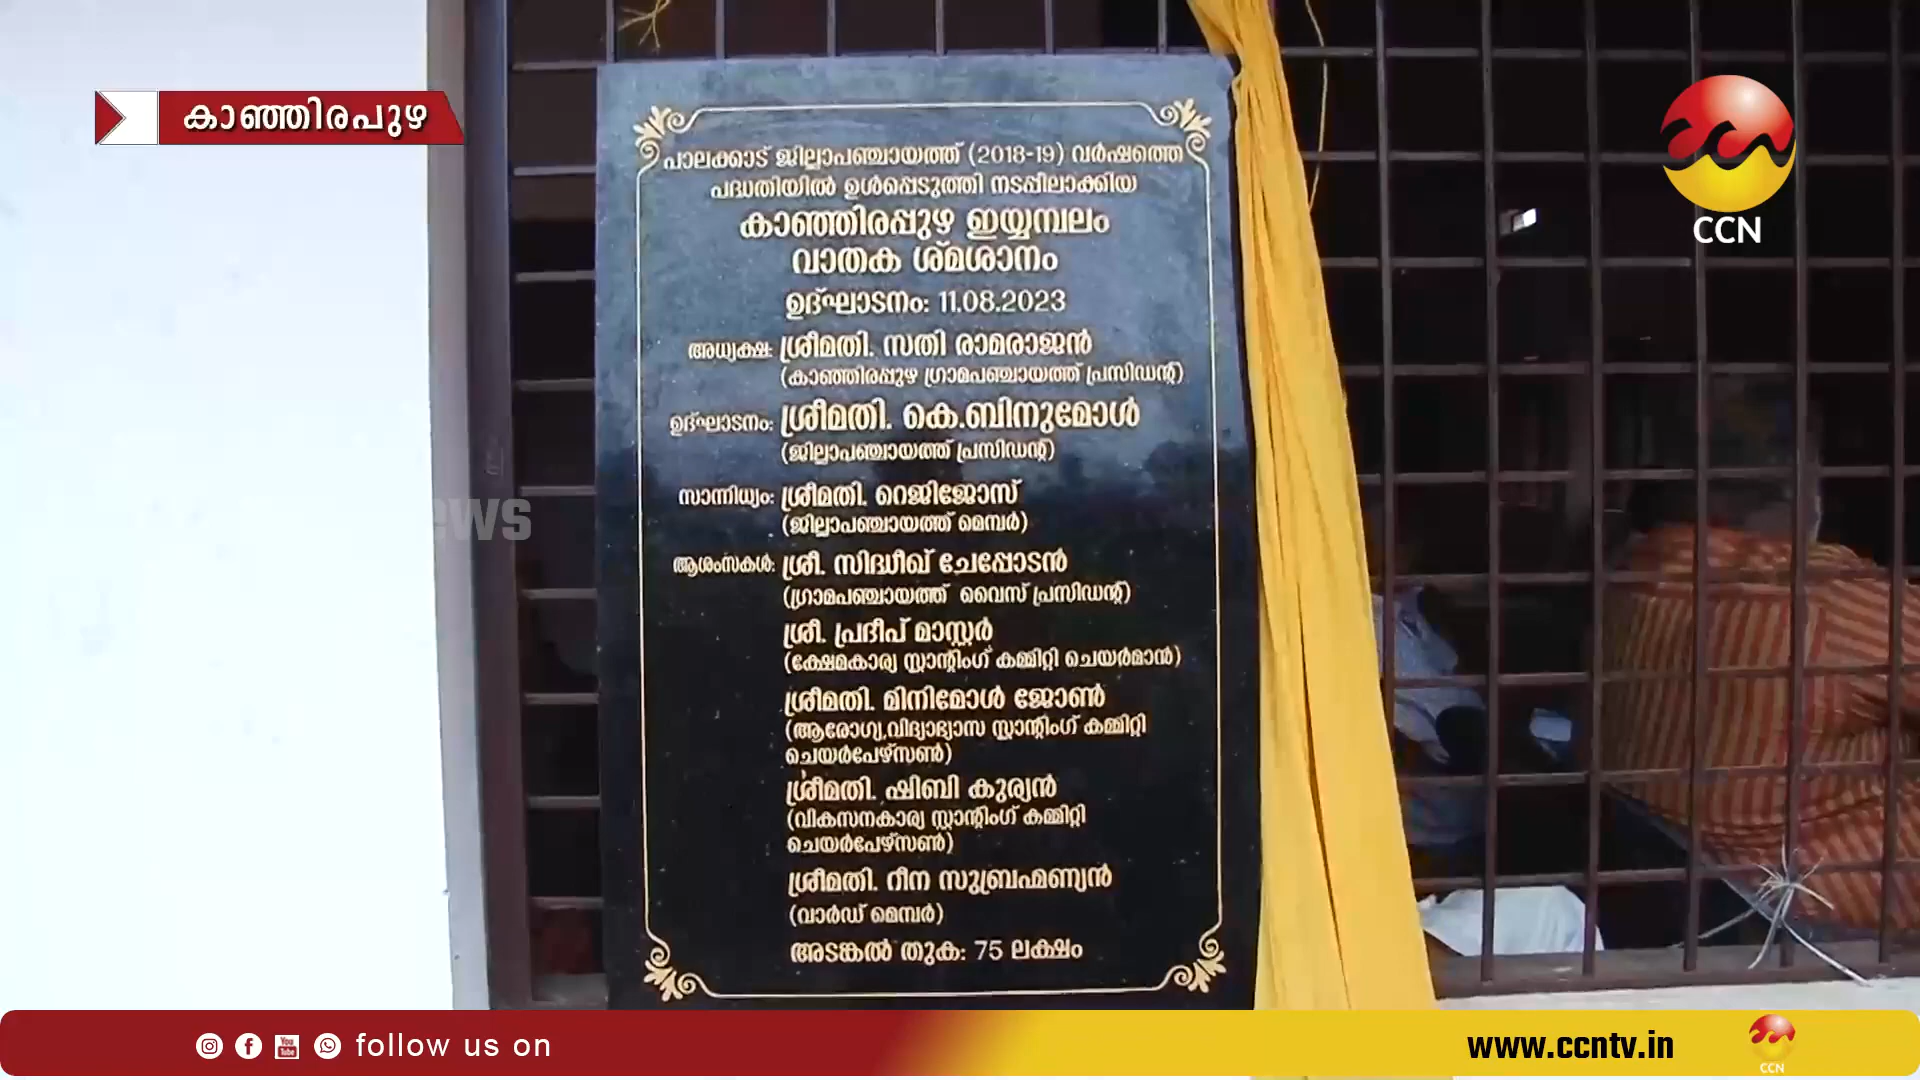 കാഞ്ഞിരപുഴ
CCN
പാലക്കാട് ജില്ലാപഞ്ചായത്ത് (2018-19) വർഷത്തെ
പദ്ധതിയിൽ ഉൾപ്പെടുത്തി നടപ്പീലാക്കിയ
കാഞ്ഞിരപ്പുഴ ഇയ്യമ്പലം
വാതക ശ്മശാനം
ഉദ്ഘാടനം: 11.08.2023
അധ്യക്ഷ: ശ്രീമതി. സതി രാമരാജൻ
(കാഞ്ഞിരപ്പുഴ ഗ്രാമപഞ്ചായത്ത് പ്രസിഡന്റ്)
ഉദ്ഘാടനം: ശ്രീമതി. കെ.ബിനുമോൾ
(ജില്ലാപഞ്ചായത്ത് പ്രസിഡന്റ്)
സാന്നിധ്യം: ശ്രീമതി. റെജിജോസ്
(ജില്ലാപഞ്ചായത്ത് മെമ്പർ)
ആശംസകൾ: ശ്രീ. സിദ്ധീഖ് ചേപ്പോടൻ
(ഗ്രാമപഞ്ചായത്ത് വൈസ് പ്രസിഡന്റ്)
ശ്രീ. പ്രദീപ് മാസ്റ്റർ
(ക്ഷേമകാര്യ സ്റ്റാന്റിംഗ് കമ്മിറ്റി ചെയർമാൻ)
ശ്രീമതി. മിനിമോൾ ജോൺ
(ആരോഗ്യ,വിദ്യാഭ്യാസ സ്റ്റാന്റിംഗ് കമ്മിറ്റി
ചെയർപേഴ്സൺ)
ശ്രീമതി. ഷിബി കുര്യൻ
(വികസനകാര്യ സ്റ്റാന്റിംഗ് കമ്മിറ്റി
ചെയർപേഴ്സൺ)
ശ്രീമതി. റീന സുബ്രഹ്മണ്യൻ
(വാർഡ് മെമ്പർ)
അടങ്കൽ തുക: 75 ലക്ഷം
follow us on
www.ccntv.in
CCN